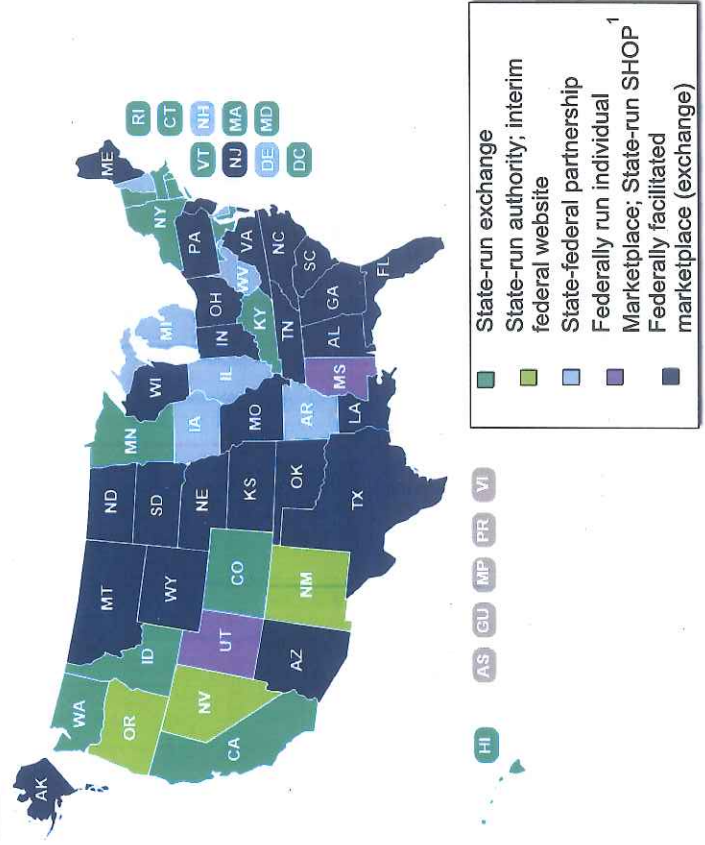 AK
WA
OR
CA
ID
NV
MT
WY
UT
AZ
CO
NM
ND
SD
NE
KS
OK
TX
MN
IA
MO
AR
LA
WI
IL
MS
MI
IN
OH
KY
TN
AL
GA
FL
SC
NC
VA
WV
PA
NY
ME
VT
NJ
DE
DC
RI
CT
NH
MA
MD
HI
AS
GU
MP
PR
VI
State-run exchange
State-run authority; interim
federal website
State-federal partnership
Federally run individual
Marketplace; State-run SHOP¹
Federally facilitated
marketplace (exchange)